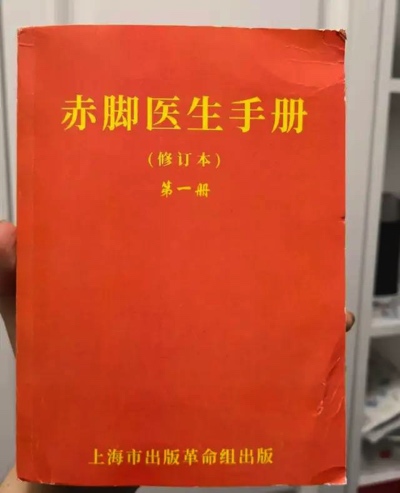 赤脚医生手册
(修订本)
第一册
上海市出版革命组出版